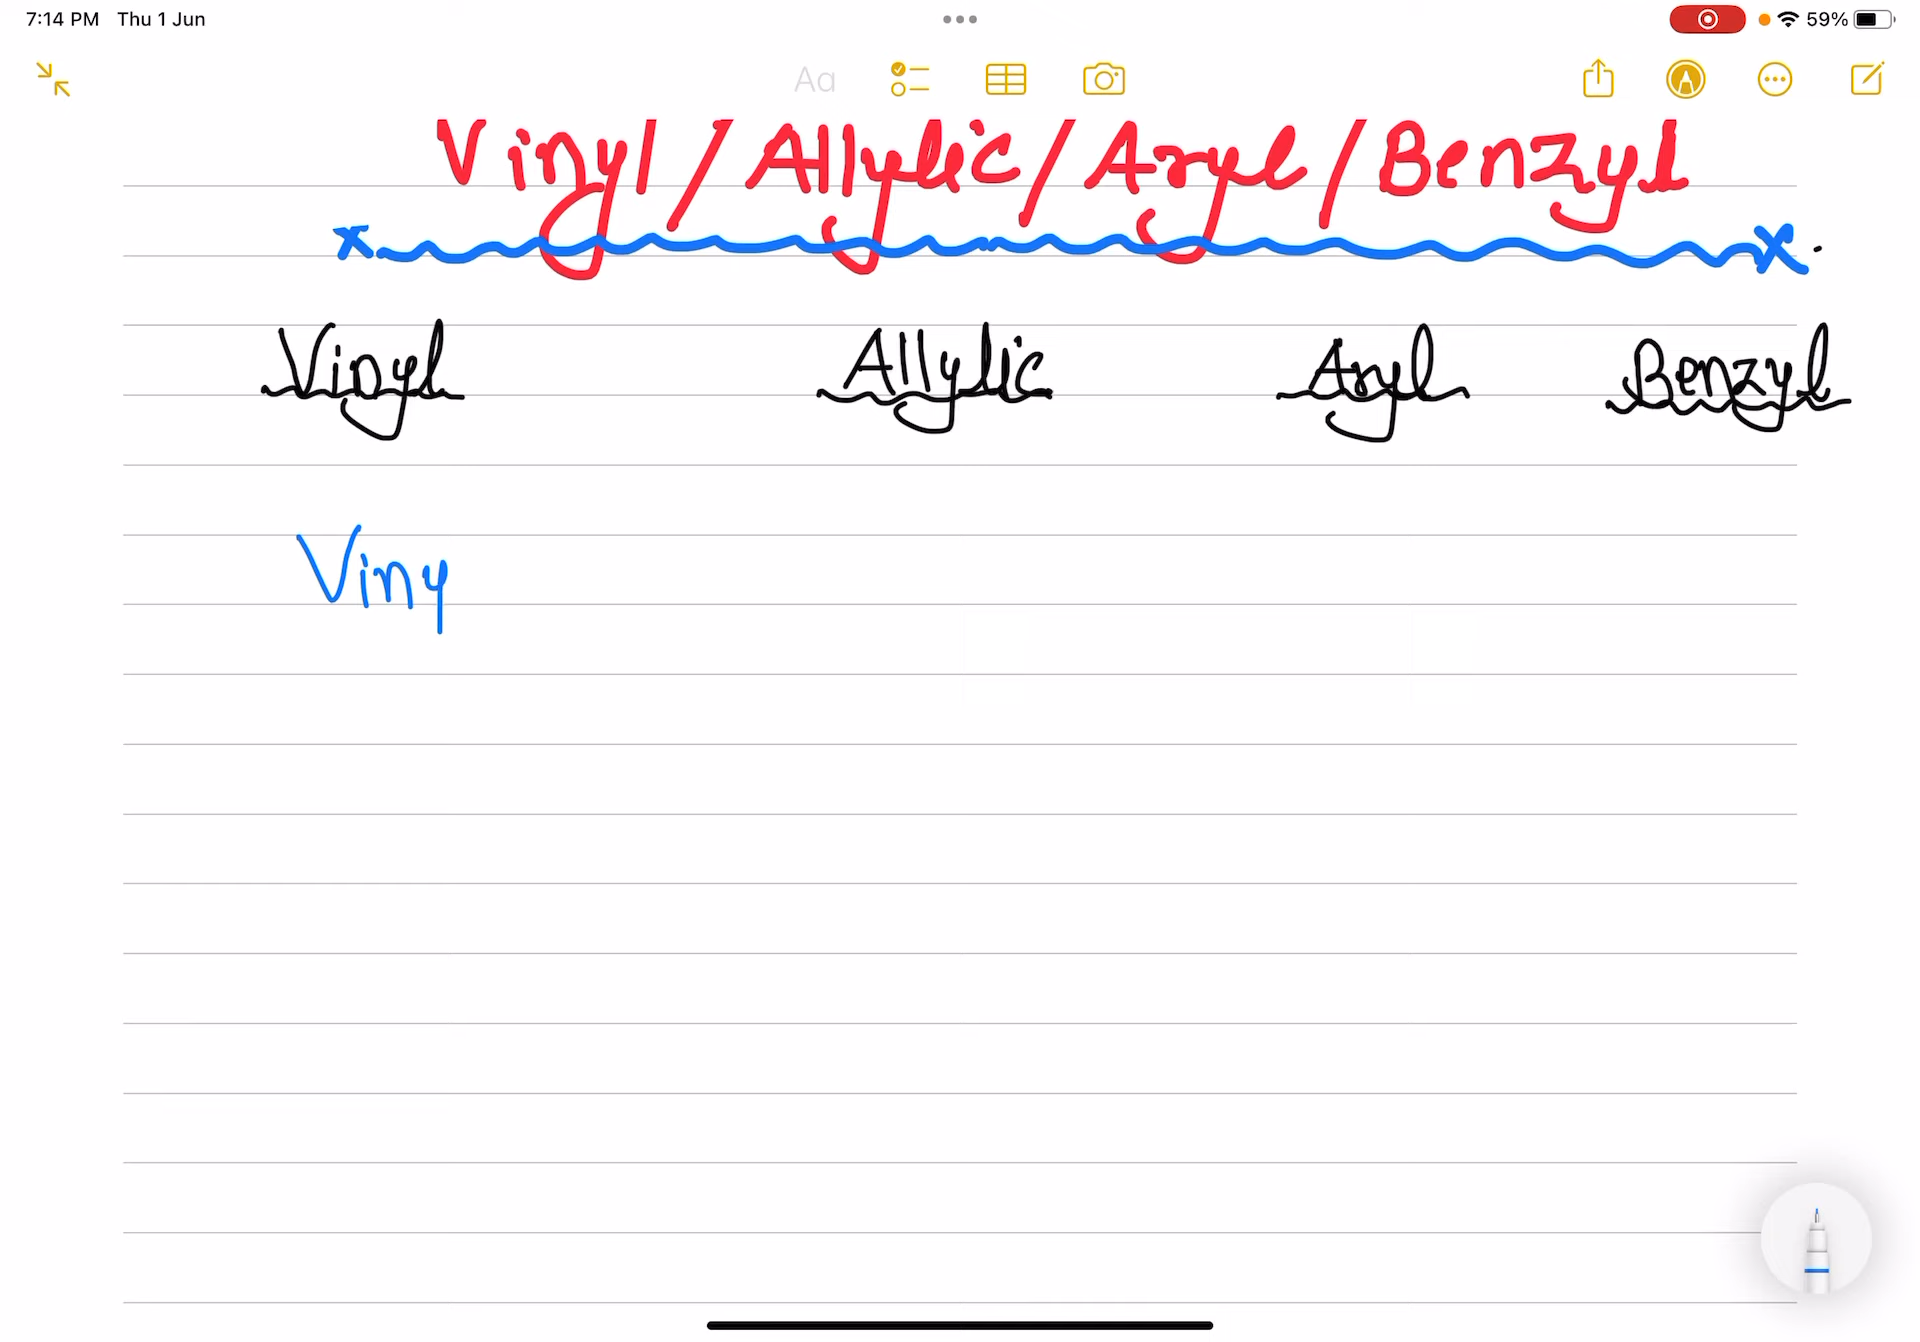 7:14 PM Thu 1 Jun 59%
Aa
Vinyl / Allylic / Aryl / Benzyl
Vinyl Allylic Aryl Benzyl
Viny